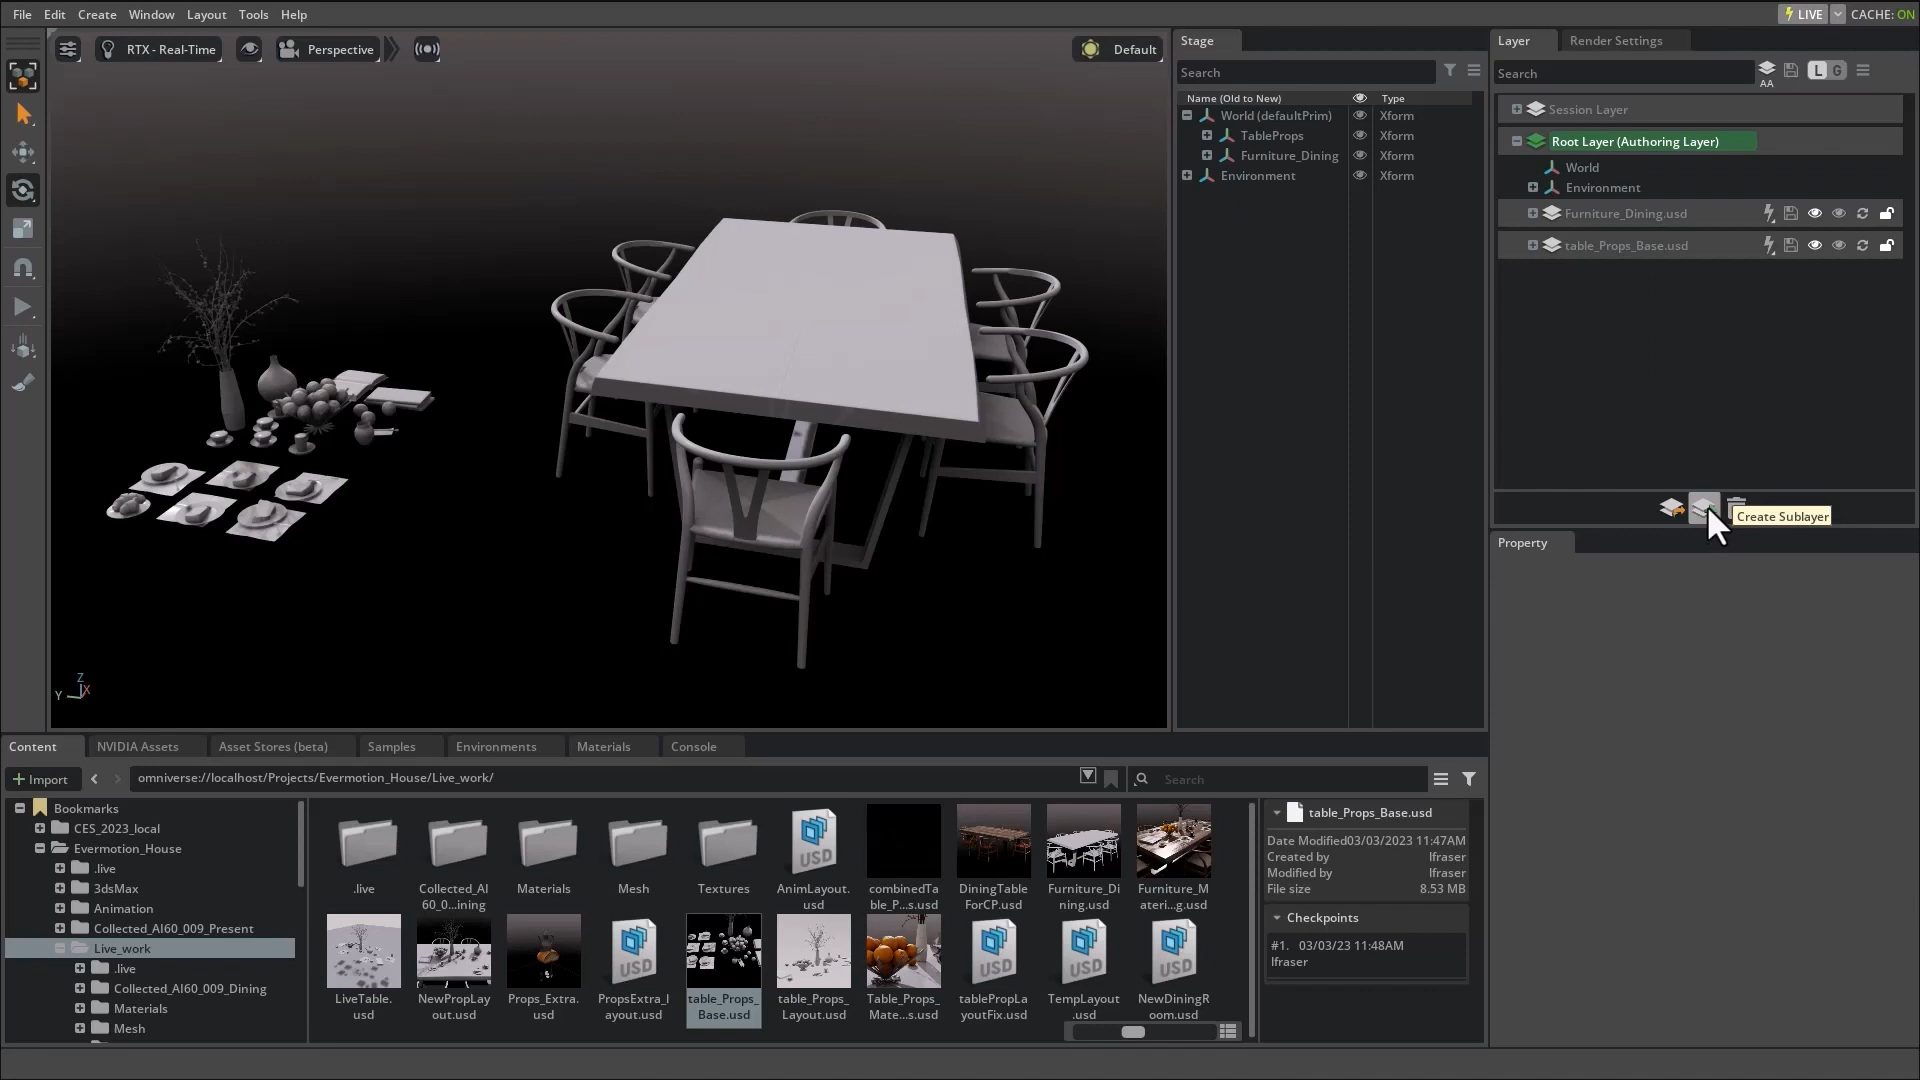 File Edit Create Window Layout Tools Help
LIVE CACHE: ON
RTX - Real-Time Perspective Default
Stage
Search
Name (Old to New) Type
World (defaultPrim) Xform
TableProps Xform
Furniture_Dining Xform
Environment Xform
Layer Render Settings
Search AA L G
Session Layer
Root Layer (Authoring Layer)
World
Environment
Furniture_Dining.usd
table_Props_Base.usd
Create Sublayer
Property
Z
Y X
Content NVIDIA Assets Asset Stores (beta) Samples Environments Materials Console
Import omniverse://localhost/Projects/Evermotion_House/Live_work/ Search
Bookmarks
CES_2023_local
Evermotion_House
.live
3dsMax
Animation
Collected_AI60_009_Present
Live_work
.live
Collected_AI60_009_Dining
Materials
Mesh
USD
.live Collected_AI Materials Mesh Textures AnimLayout. combinedTa DiningTable Furniture_Di Furniture_M
60_0...ining usd ble_P...s.usd ForCP.usd ning.usd ateri...g.usd
USD USD USD USD
LiveTable. NewPropLay Props_Extra. PropsExtra_l table_Props_ table_Props_ Table_Props_ tablePropLa TempLayout NewDiningR
usd out.usd usd ayout.usd Base.usd Layout.usd Mate...s.usd youtFix.usd .usd oom.usd
table_Props_Base.usd
Date Modified03/03/2023 11:47AM
Created by lfraser
Modified by lfraser
File size 8.53 MB
Checkpoints
#1. 03/03/23 11:48AM
lfraser